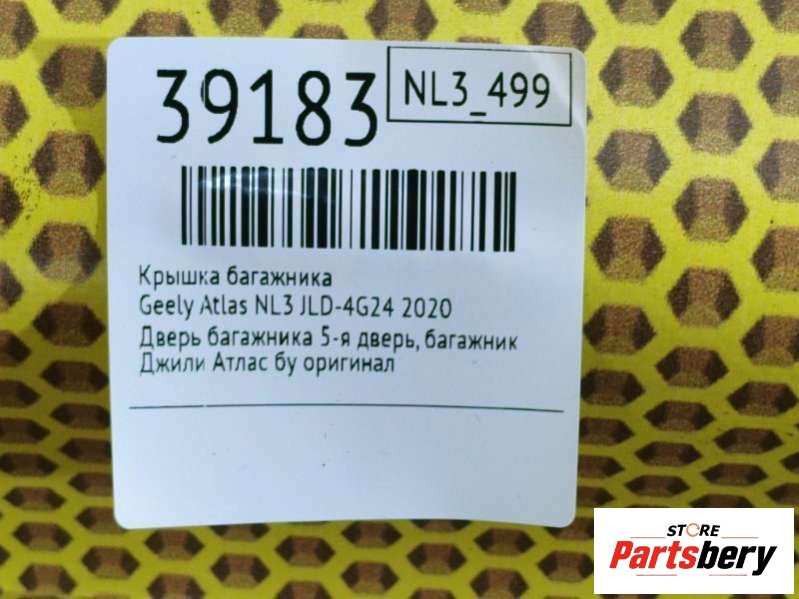 39183
NL3_499
Крышка багажника
Geely Atlas NL3 JLD-4G24 2020
Дверь багажника 5-я дверь, багажник
Джили Атлас бу оригинал
STORE
Partsbery